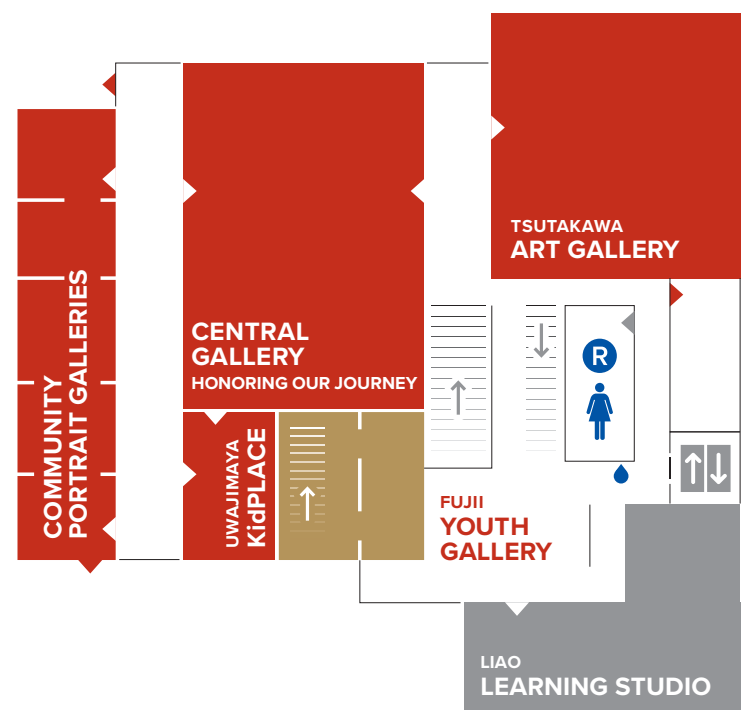 TSUTAKAWA
ART GALLERY
CENTRAL
GALLERY
HONORING OUR JOURNEY
COMMUNITY
PORTRAIT GALLERIES
R
UWAJIMAYA
KidPLACE
FUJII
YOUTH
GALLERY
LIAO
LEARNING STUDIO